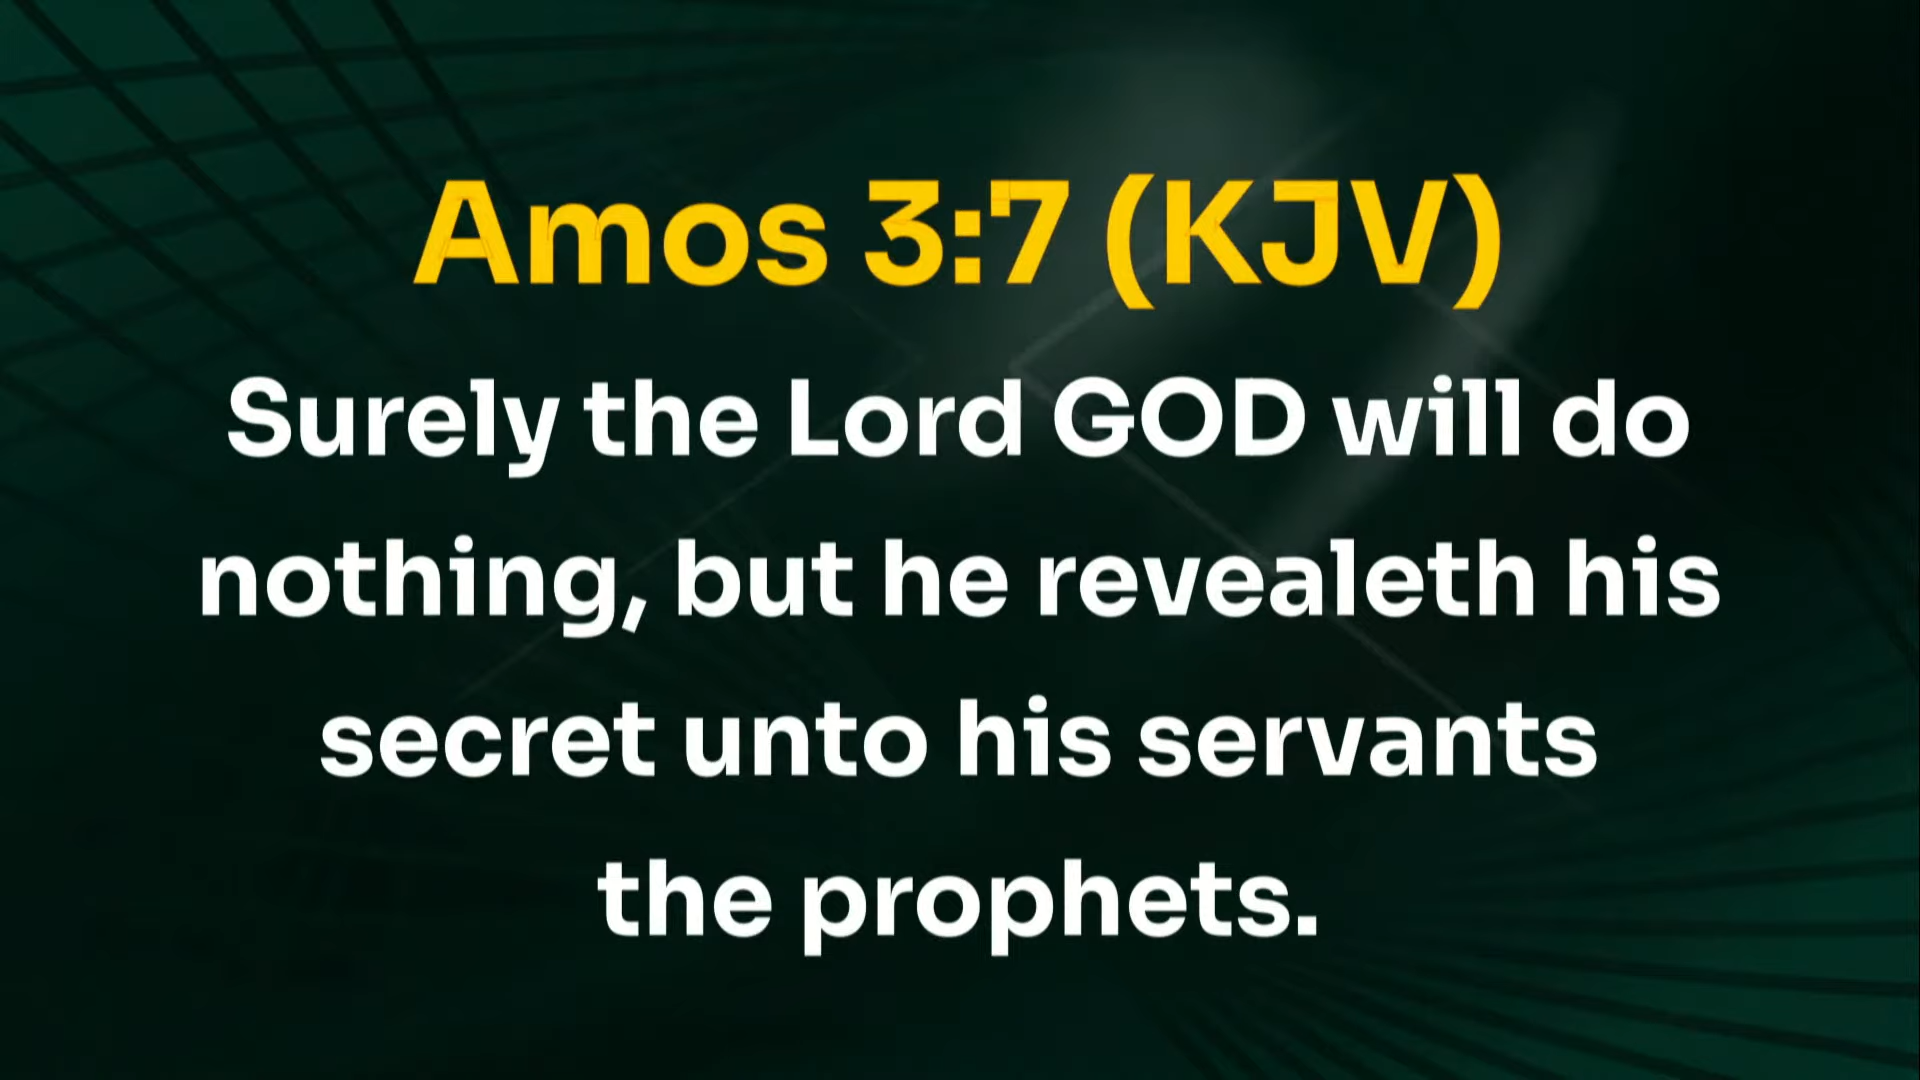 Amos 3:7 (KJV)
Surely the Lord GOD will do
nothing, but he revealeth his
secret unto his servants
the prophets.